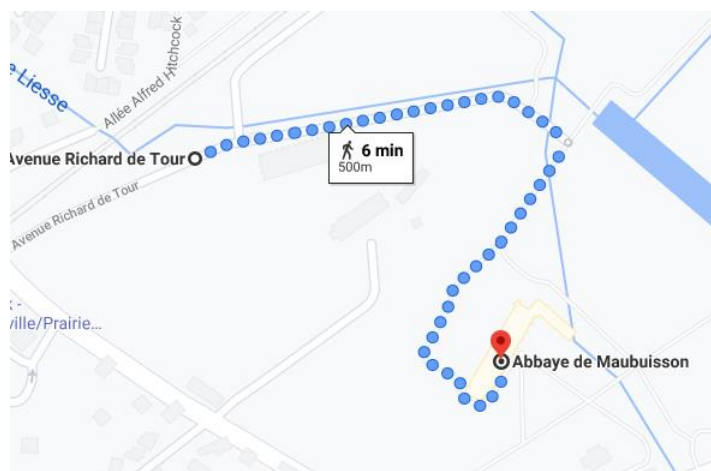 Allée Alfred Hitchcock
Liesse
Avenue Richard de Tour
6 min
500m
Avenue Richard de Tour
ville/Prairie...
Abbaye de Maubuisson